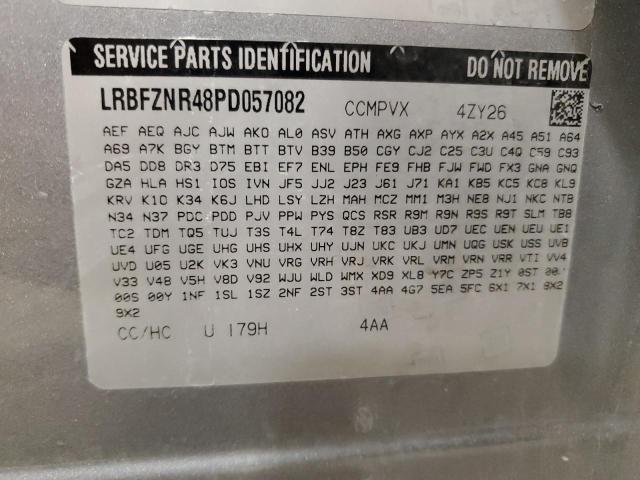 SERVICE PARTS IDENTIFICATION DO NOT REMOVE
LRBFZNR48PD057082 CCMPVX 4ZY26
AEF AEQ AJC AJW AKO AL0 ASV ATH AXG AXP AYX A2X A45 A51 A64
A69 A7K BGY BTM BTT BTV B39 B50 CGY CJ2 C25 C3U C4Q C59 C93
DA5 DD8 DR3 D75 EBI EF7 ENL EPH FE9 FHB FJW FWD FX3 GNA GNG
GZA HLA HS1 IOS IVN JF5 JJ2 J23 J61 J71 KA1 KB5 KC5 KC8 KL9
KRV K10 K34 K6J LHD LSY LZH MAH MCZ MM1 M3H NE8 NJ1 NKC NTB
N34 N37 PDC PDD PJV PPW PYS QCS RSR R9M R9N R9S R9T SLM TB8
TC2 TDM TQ5 TUJ T3S T4L T74 T8Z T83 UB3 UD7 UEC UEN UEU UE1
UE4 UFG UGE UHG UHS UHX UHY UJN UKC UKJ UMN UQG USK USS UVB
UVD U05 U2K VK3 VNU VRG VRH VRJ VRK VRL VRM VRN VRR VTI VV4
V33 V48 V5H V8D V92 WJU WLD WMX XD9 XL8 Y7C ZP5 Z1Y 0ST 00.
00S 00Y 1NF 1SL 1SZ 2NF 2ST 3ST 4AA 4G7 5EA 5FC 6X1 7X1 8X2
9X2
CC/HC U 179H 4AA